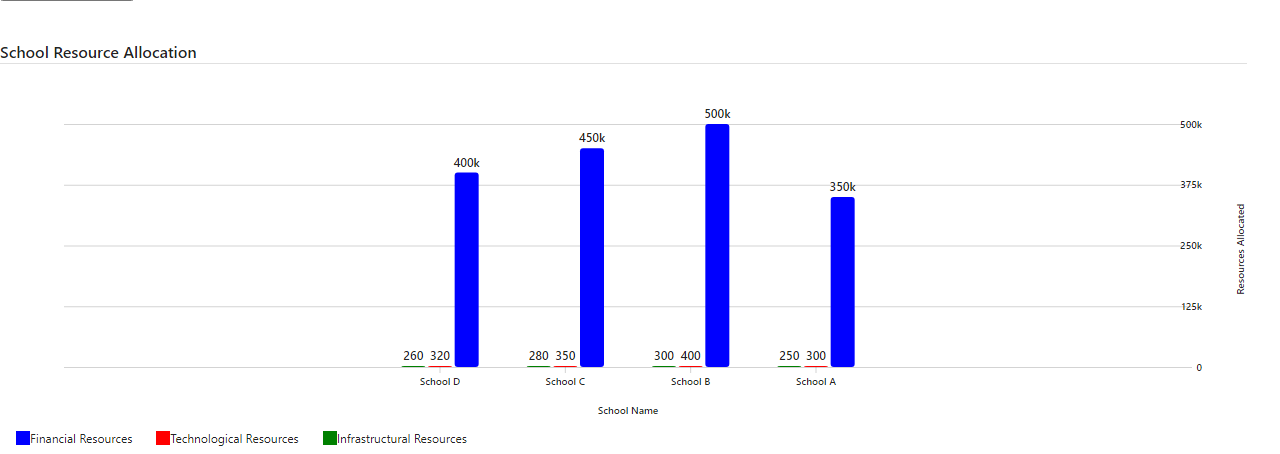 School Resource Allocation
500k
450k
400k
350k
500k
375k
250k
125k
0
Resources Allocated
260 320 280 350 300 400 250 300
School D School C School B School A
School Name
Financial Resources Technological Resources Infrastructural Resources